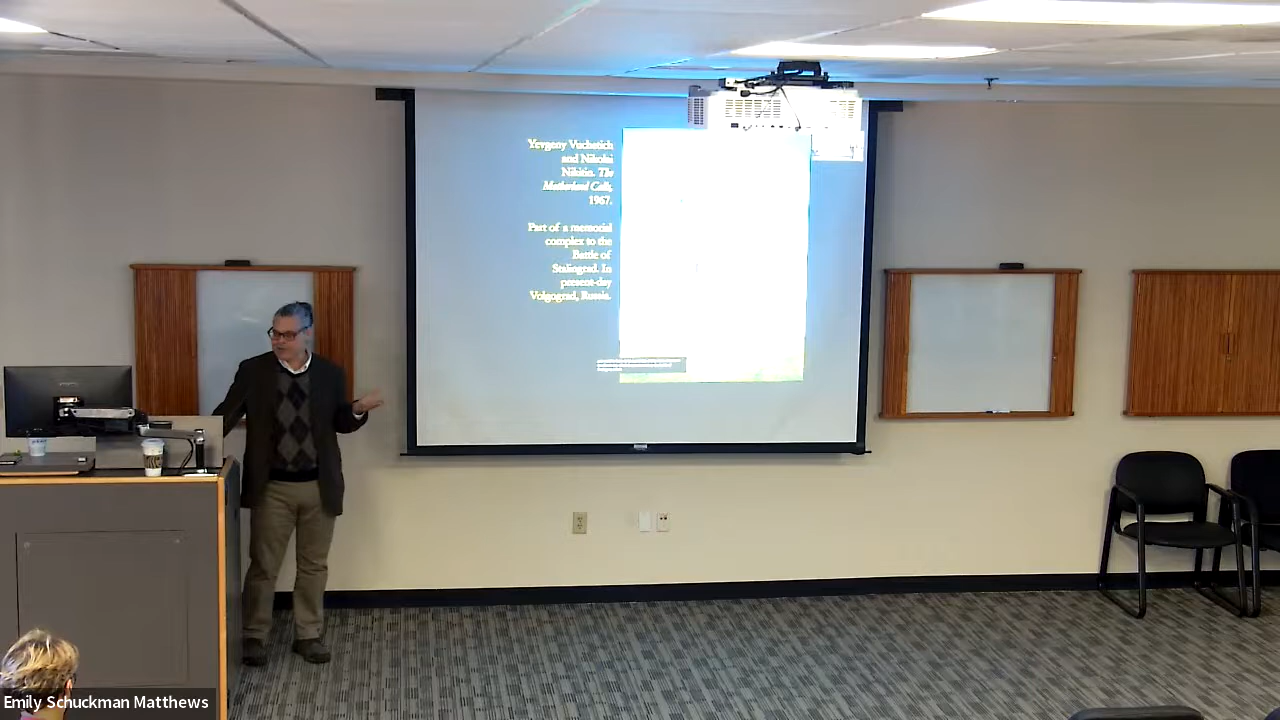 Yevgeny Vuchetich
and Nikolai
Nikitin. The
Motherland Calls,
1967.
Part of a memorial
complex to the
Battle of
Stalingrad. In
present-day
Volgograd, Russia.
Emily Schuckman Matthews